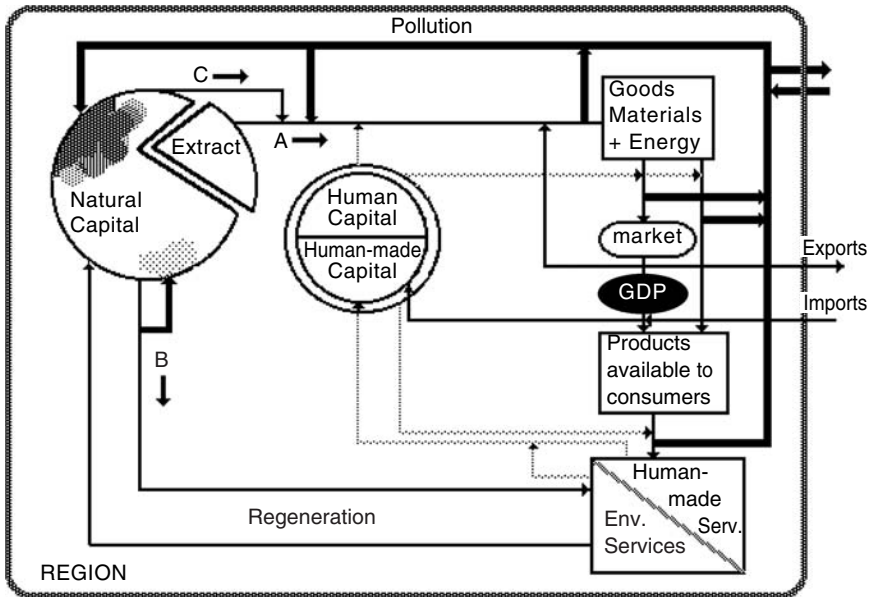 Pollution
C
Goods
Materials
+ Energy
Extract
A
Natural
Capital
Human
Capital
Human-made
Capital
market
Exports
GDP
Imports
Products
available to
consumers
B
Human-
made
Serv.
Env.
Services
Regeneration
REGION